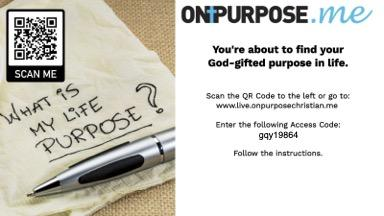 SCAN ME
WHAT IS
MY LIFE
PURPOSE?
ONPURPOSE.me
You're about to find your
God-gifted purpose in life.
Scan the QR Code to the left or go to:
www.live.onpurposechristian.me
Enter the following Access Code:
gqy19864
Follow the instructions.